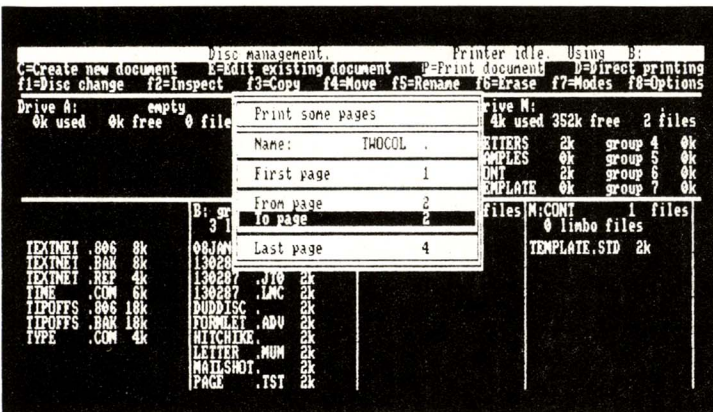 Disc management. Printer idle. Using B:
C=Create new document E=Edit existing document P=Print document D=Direct printing
f1=Disc change f2=Inspect f3=Copy f4=Move f5=Rename f6=Erase f7=Modes f8=Options
Drive A: empty
0k used 0k free 0 file
rive M:
4k used 352k free 2 files
ETTERS 2k group 4 0k
AMPLES 0k group 5 0k
ONT 2k group 6 0k
EMPLATE 0k group 7 0k
Print some pages
Name: TWOCOL .
First page 1
From page 2
To page 2
Last page 4
TEXTNET .806 8k
TEXTNET .BAK 8k
TEXTNET .REP 4k
TIME .COM 6k
TIPOFFS .806 18k
TIPOFFS .BAK 18k
TYPE .COM 4k
B: gr
3 l
08JAN
130287 .JT0 2k
130287 .LMC 2k
DUDDISC .
FORMLET .ADV 2k
HITCHIKE. 2k
LETTER .MUM 2k
MAILSHOT. 2k
PAGE .TST 2k
files
M:CONT 1 files
0 limbo files
TEMPLATE.STD 2k